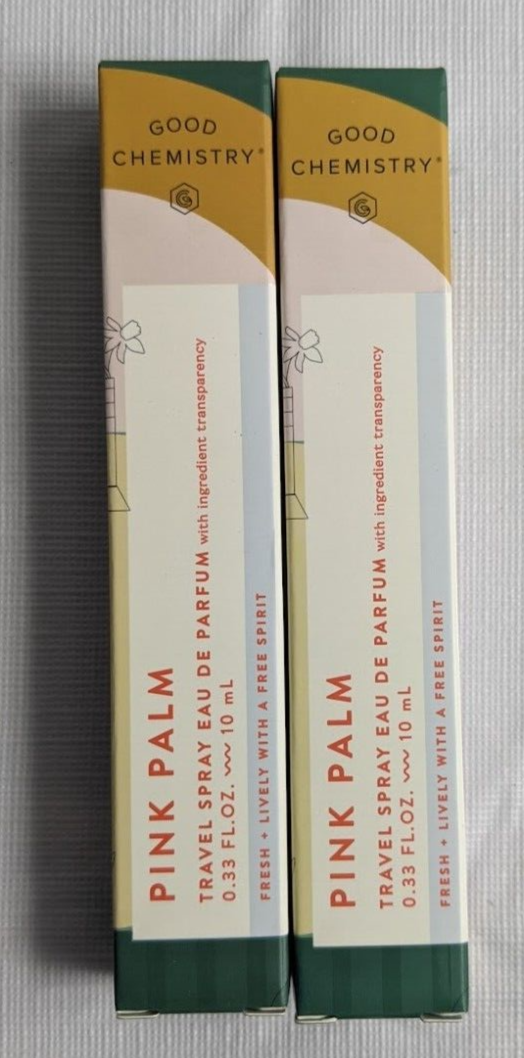 GOOD
CHEMISTRY®
G
PINK PALM
TRAVEL SPRAY EAU DE PARFUM with ingredient transparency
0.33 FL.OZ. 〰 10 mL
FRESH + LIVELY WITH A FREE SPIRIT
GOOD
CHEMISTRY®
G
PINK PALM
TRAVEL SPRAY EAU DE PARFUM with ingredient transparency
0.33 FL.OZ. 〰 10 mL
FRESH + LIVELY WITH A FREE SPIRIT